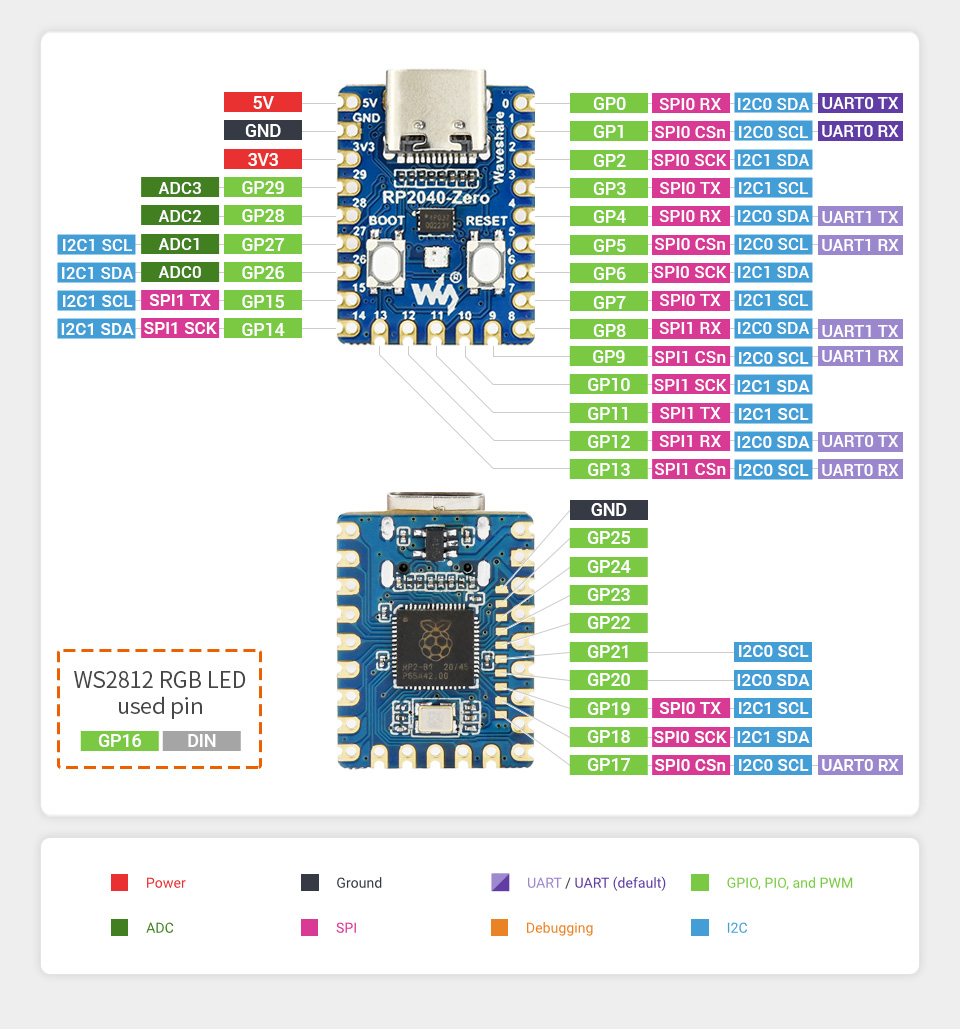 5V
GND
3V3
ADC3 GP29
ADC2 GP28
I2C1 SCL ADC1 GP27
I2C1 SDA ADC0 GP26
I2C1 SCL SPI1 TX GP15
I2C1 SDA SPI1 SCK GP14
5V
GND
3V3
29
28
27
26
15
14 13 12 11 10 9 8
0
1
2
3
4
5
6
7
Waveshare
RP2040-Zero
BOOT RESET
®
GP0 SPI0 RX I2C0 SDA UART0 TX
GP1 SPI0 CSn I2C0 SCL UART0 RX
GP2 SPI0 SCK I2C1 SDA
GP3 SPI0 TX I2C1 SCL
GP4 SPI0 RX I2C0 SDA UART1 TX
GP5 SPI0 CSn I2C0 SCL UART1 RX
GP6 SPI0 SCK I2C1 SDA
GP7 SPI0 TX I2C1 SCL
GP8 SPI1 RX I2C0 SDA UART1 TX
GP9 SPI1 CSn I2C0 SCL UART1 RX
GP10 SPI1 SCK I2C1 SDA
GP11 SPI1 TX I2C1 SCL
GP12 SPI1 RX I2C0 SDA UART0 TX
GP13 SPI1 CSn I2C0 SCL UART0 RX
GND
GP25
GP24
GP23
GP22
GP21 I2C0 SCL
GP20 I2C0 SDA
GP19 SPI0 TX I2C1 SCL
GP18 SPI0 SCK I2C1 SDA
GP17 SPI0 CSn I2C0 SCL UART0 RX
WS2812 RGB LED
used pin
GP16 DIN
Power
Ground
UART / UART (default)
GPIO, PIO, and PWM
ADC
SPI
Debugging
I2C